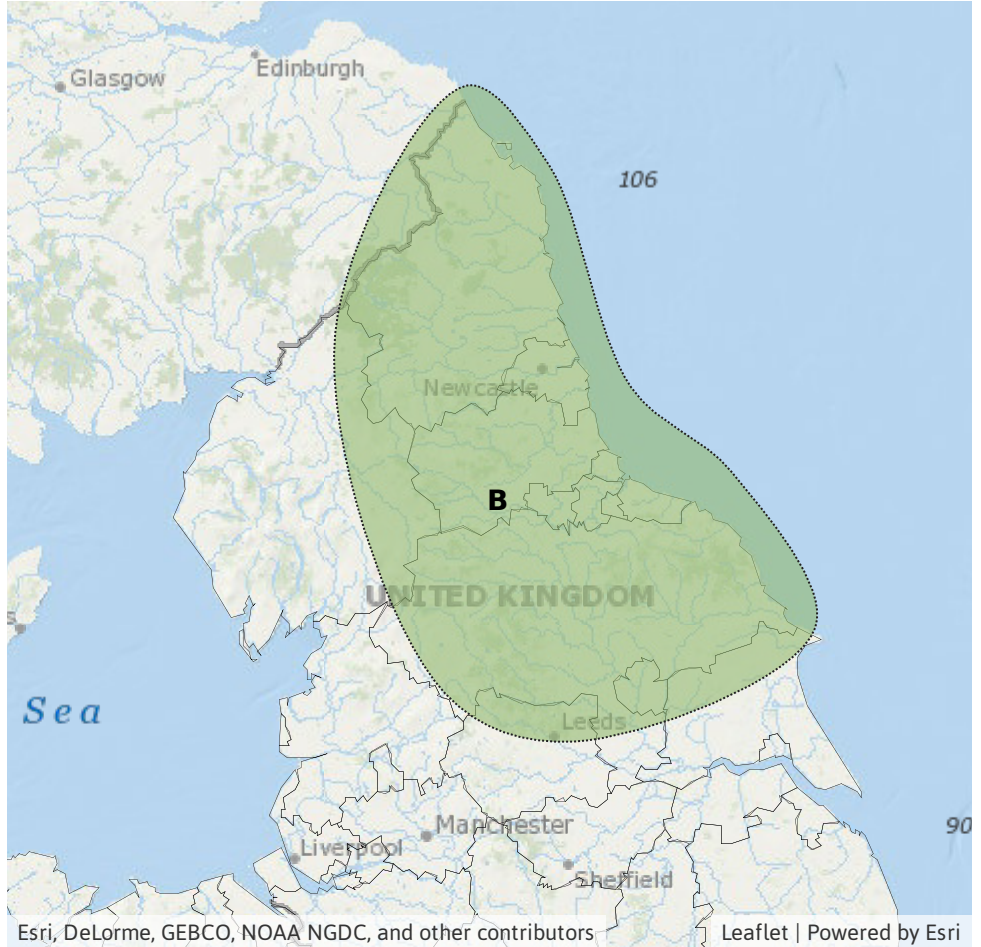 Glasgow
Edinburgh
106
Newcastle
B
UNITED KINGDOM
s
Sea
Leeds
Manchester
90
Liverpool
Sheffield
Esri, DeLorme, GEBCO, NOAA NGDC, and other contributors
Leaflet | Powered by Esri